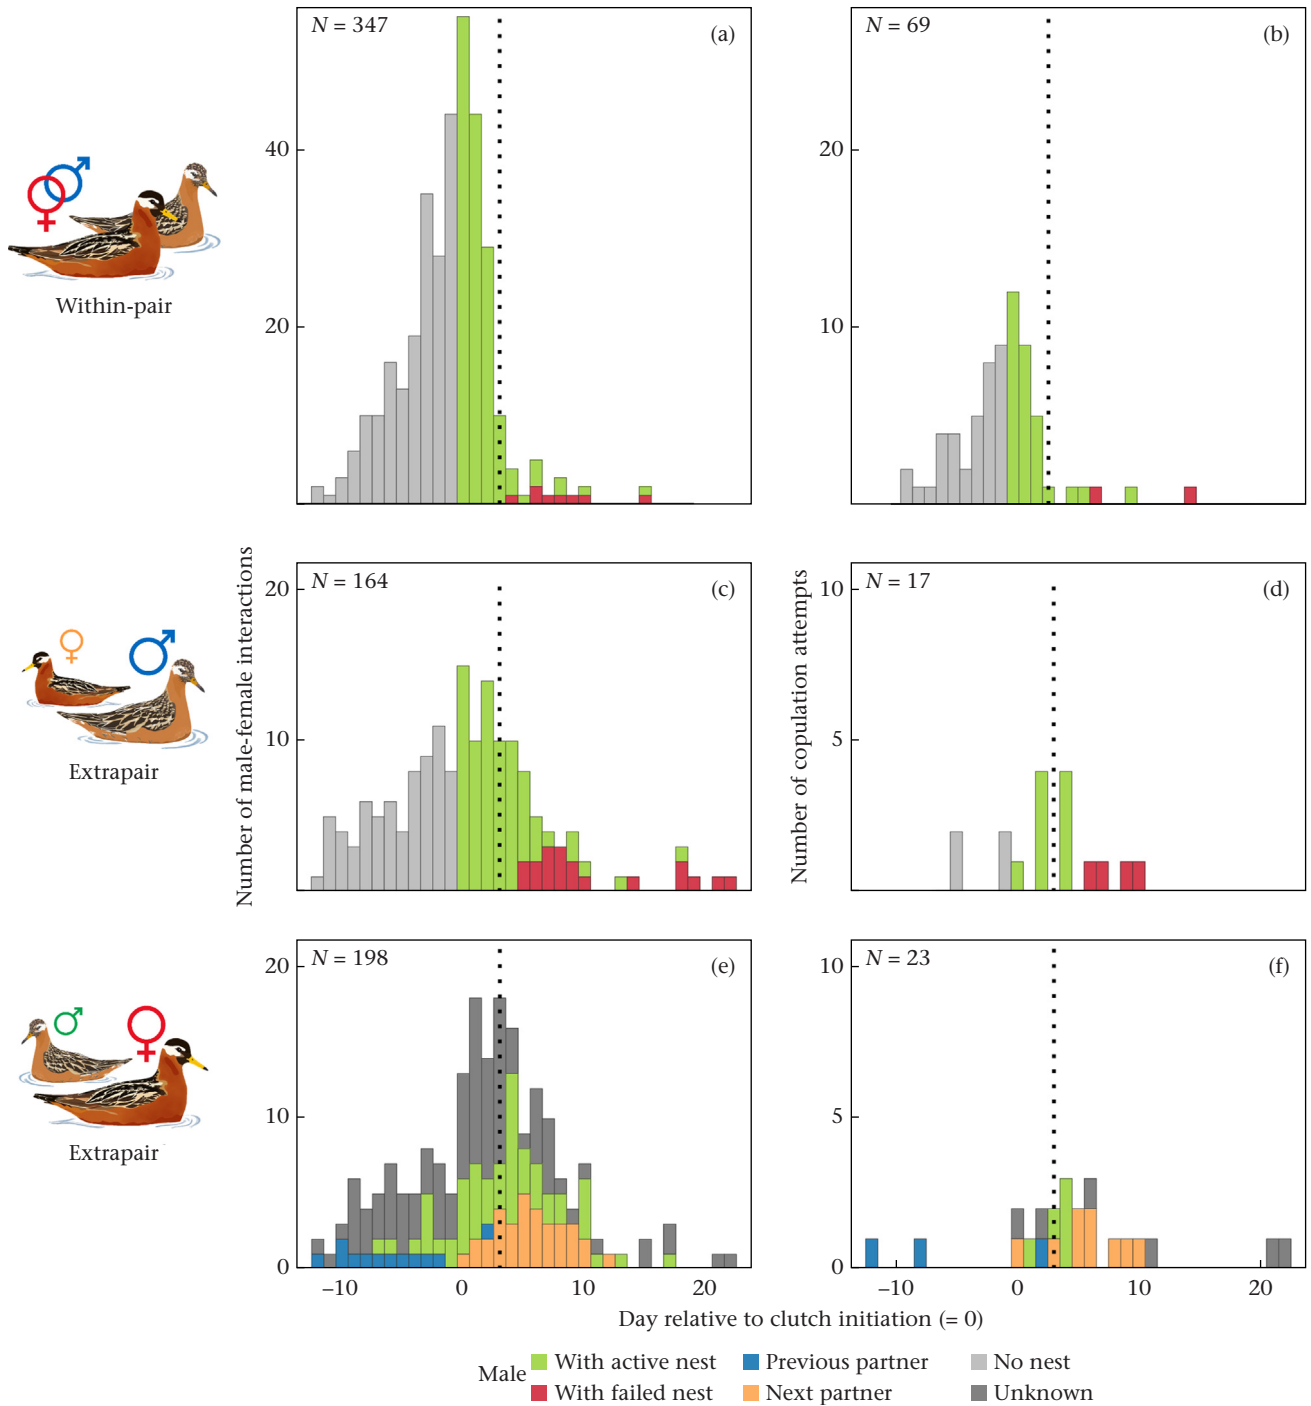 N = 347
(a)
40
20
N = 69
(b)
20
10
Within-pair
Number of male-female interactions
N = 164
(c)
20
10
Number of copulation attempts
N = 17
(d)
10
5
Extrapair
N = 198
(e)
20
10
0
–10
0
10
20
N = 23
(f)
10
5
0
–10
0
10
20
Extrapair
Day relative to clutch initiation (= 0)
Male
With active nest
Previous partner
No nest
With failed nest
Next partner
Unknown